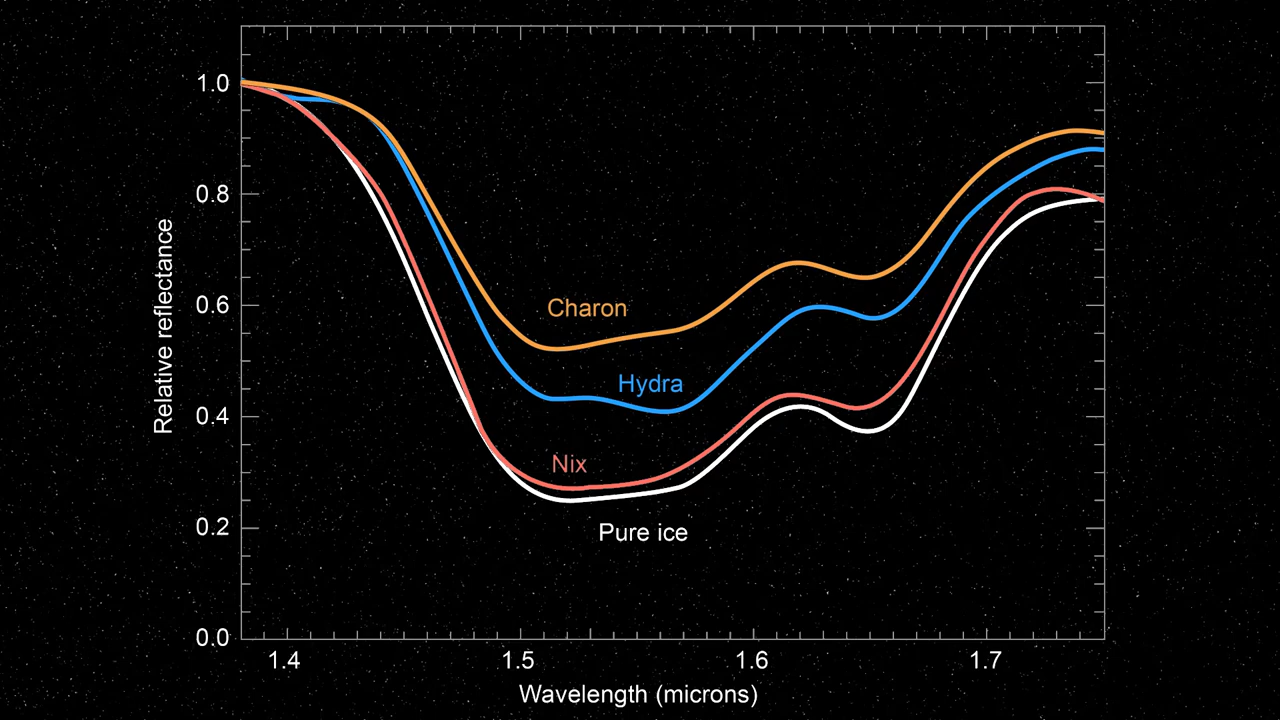 1.0
0.8
0.6
0.4
0.2
0.0
Relative reflectance
Charon
Hydra
Nix
Pure ice
1.4 1.5 1.6 1.7
Wavelength (microns)